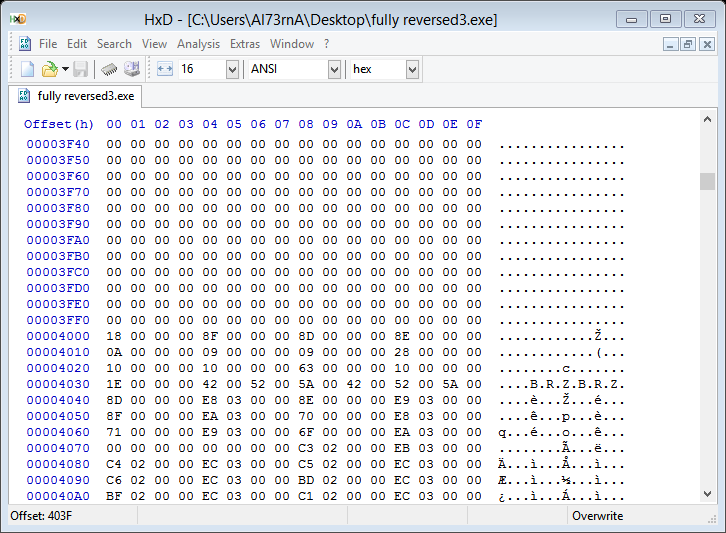 HxD - [C:\Users\Al73rnA\Desktop\fully reversed3.exe]
File Edit Search View Analysis Extras Window ?
16 ANSI hex
fully reversed3.exe
Offset(h) 00 01 02 03 04 05 06 07 08 09 0A 0B 0C 0D 0E 0F
00003F40 00 00 00 00 00 00 00 00 00 00 00 00 00 00 00 00 ................
00003F50 00 00 00 00 00 00 00 00 00 00 00 00 00 00 00 00 ................
00003F60 00 00 00 00 00 00 00 00 00 00 00 00 00 00 00 00 ................
00003F70 00 00 00 00 00 00 00 00 00 00 00 00 00 00 00 00 ................
00003F80 00 00 00 00 00 00 00 00 00 00 00 00 00 00 00 00 ................
00003F90 00 00 00 00 00 00 00 00 00 00 00 00 00 00 00 00 ................
00003FA0 00 00 00 00 00 00 00 00 00 00 00 00 00 00 00 00 ................
00003FB0 00 00 00 00 00 00 00 00 00 00 00 00 00 00 00 00 ................
00003FC0 00 00 00 00 00 00 00 00 00 00 00 00 00 00 00 00 ................
00003FD0 00 00 00 00 00 00 00 00 00 00 00 00 00 00 00 00 ................
00003FE0 00 00 00 00 00 00 00 00 00 00 00 00 00 00 00 00 ................
00003FF0 00 00 00 00 00 00 00 00 00 00 00 00 00 00 00 00 ................
00004000 18 00 00 00 8F 00 00 00 8D 00 00 00 8E 00 00 00 ............Ž...
00004010 0A 00 00 00 09 00 00 00 09 00 00 00 28 00 00 00 ............(...
00004020 10 00 00 00 10 00 00 00 63 00 00 00 10 00 00 00 ........c.......
00004030 1E 00 00 00 42 00 52 00 5A 00 42 00 52 00 5A 00 ....B.R.Z.B.R.Z.
00004040 8D 00 00 00 E8 03 00 00 8E 00 00 00 E9 03 00 00 ....è...Ž...é...
00004050 8F 00 00 00 EA 03 00 00 70 00 00 00 E8 03 00 00 ....ê...p...è...
00004060 71 00 00 00 E9 03 00 00 6F 00 00 00 EA 03 00 00 q...é...o...ê...
00004070 00 00 00 00 00 00 00 00 C3 02 00 00 EB 03 00 00 ........Ã...ë...
00004080 C4 02 00 00 EC 03 00 00 C5 02 00 00 EC 03 00 00 Ä...ì...Å...ì...
00004090 C6 02 00 00 EC 03 00 00 BD 02 00 00 EC 03 00 00 Æ...ì...½...ì...
000040A0 BF 02 00 00 EC 03 00 00 C1 02 00 00 EC 03 00 00 ¿...ì...Á...ì...
Offset: 403F Overwrite